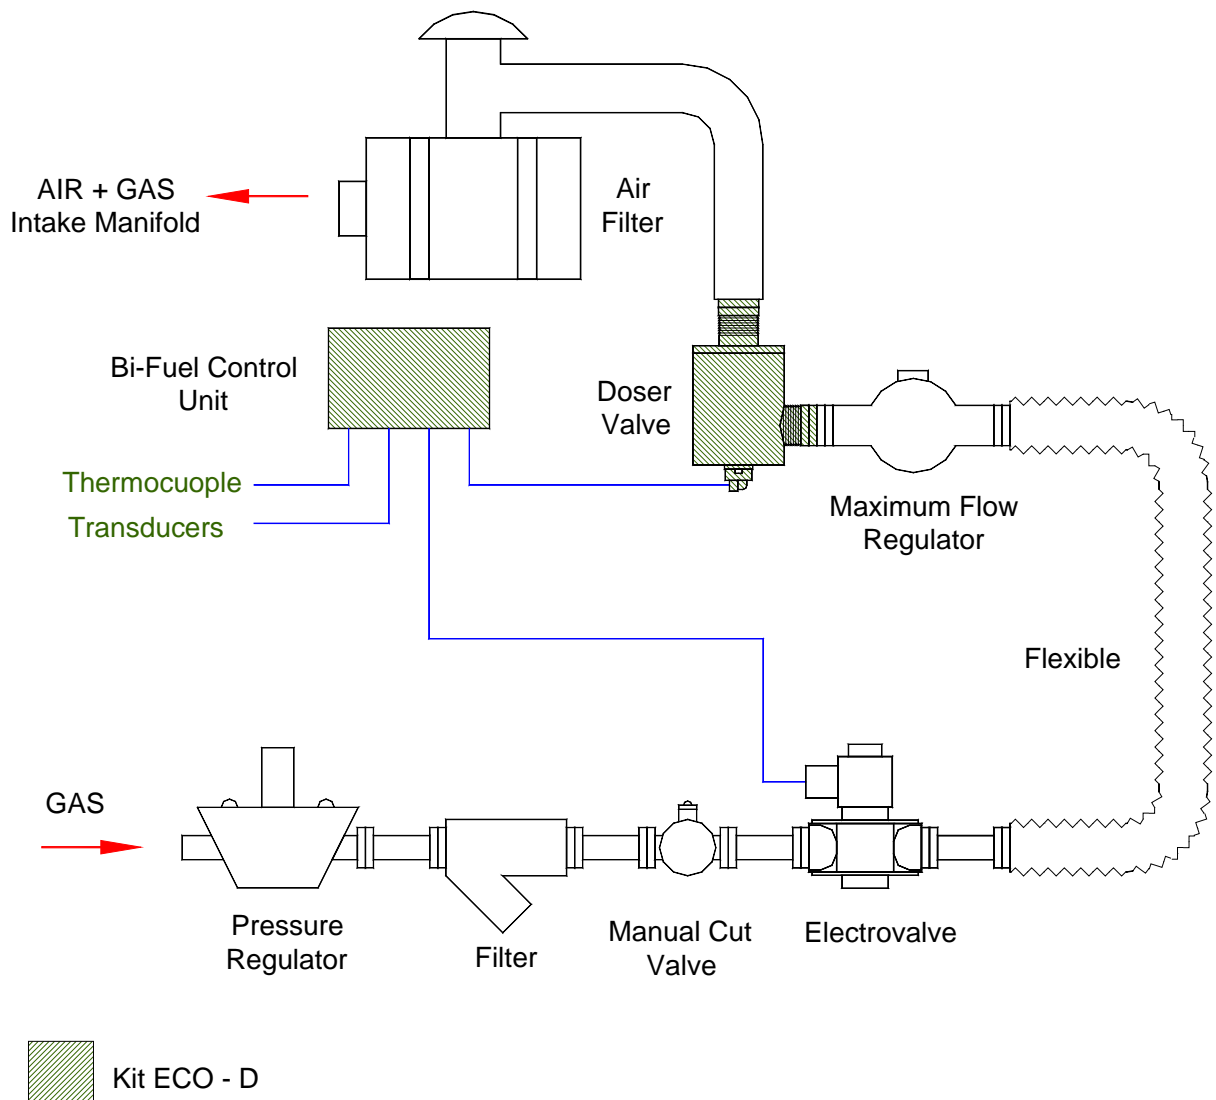 AIR + GAS
Intake Manifold
Air
Filter
Bi-Fuel Control
Unit
Doser
Valve
Thermocuople
Transducers
Maximum Flow
Regulator
Flexible
GAS
Pressure
Regulator
Filter
Manual Cut
Valve
Electrovalve
Kit ECO - D